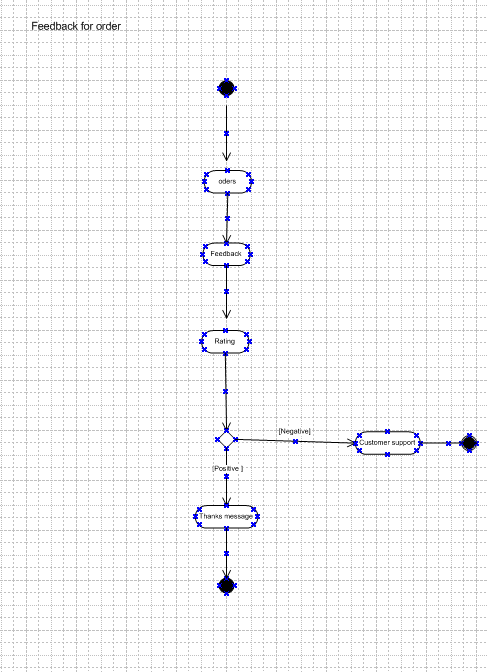 Feedback for order
oders
Feedback
Rating
[Negative]
Customer support
[Positive ]
Thanks message